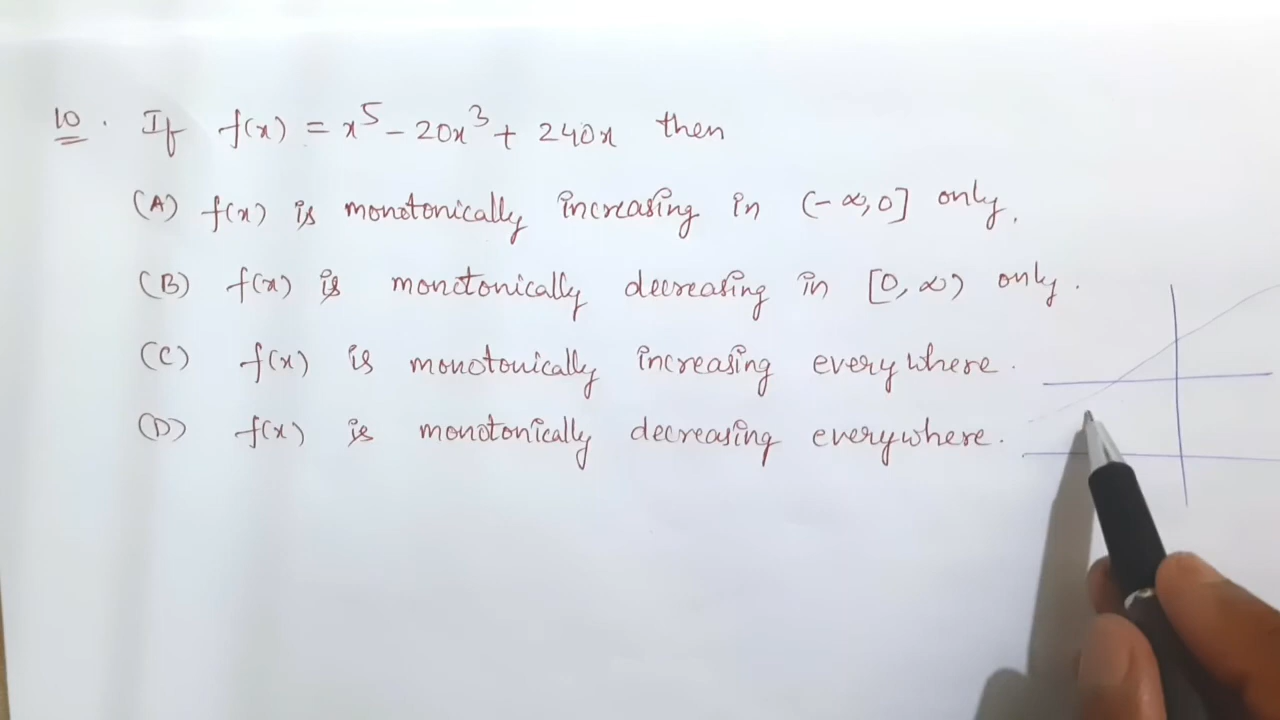 10. If f(x) = x⁵ - 20x³ + 240x then
(A) f(x) is monotonically increasing in (-∞,0] only.
(B) f(x) is monotonically decreasing in [0,∞) only.
(C) f(x) is monotonically increasing everywhere.
(D) f(x) is monotonically decreasing everywhere.